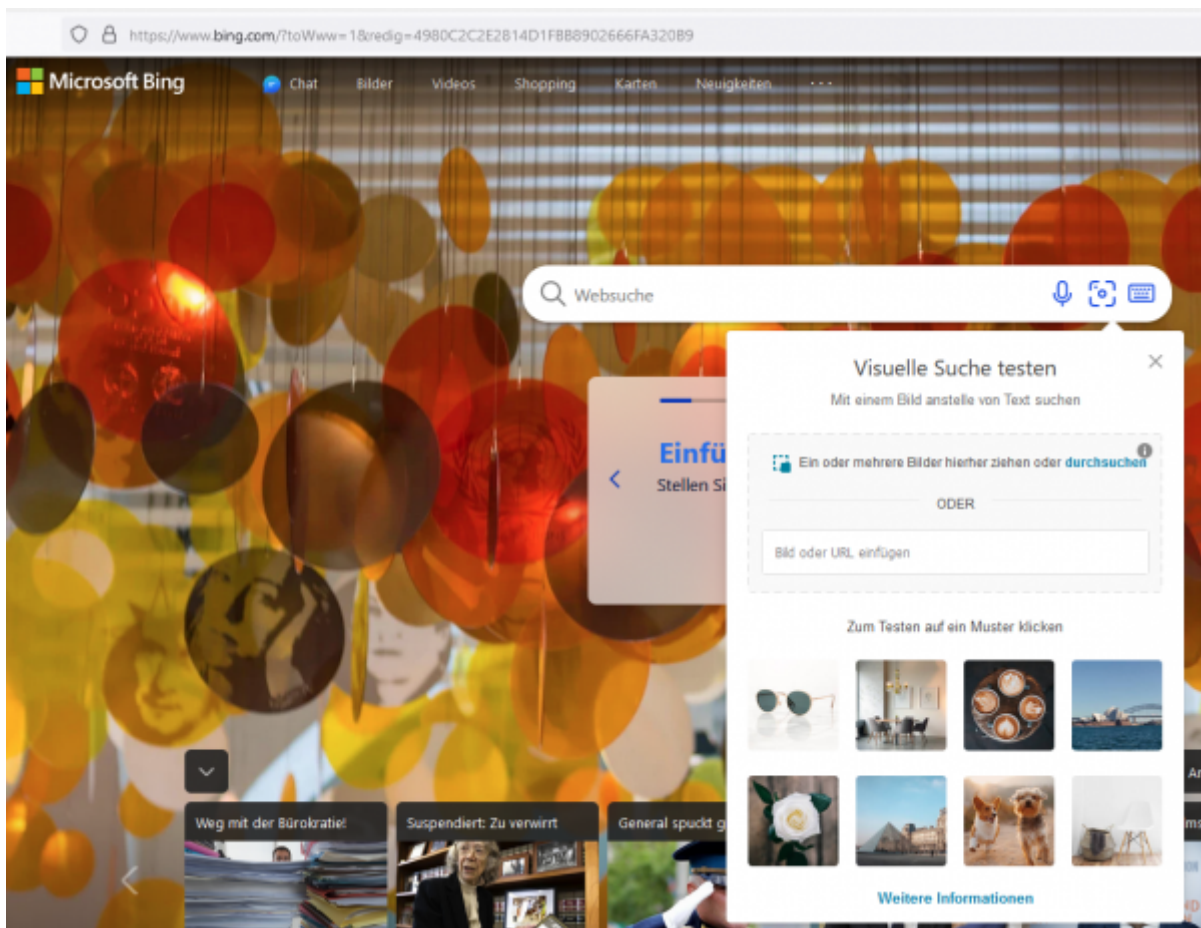 https://www.bing.com/?toWww=1&redig=4980C2C2E2814D1FBB8902666FA320B9
Microsoft Bing
Chat Bilder Videos Shopping Karten Neuigkeiten ...
Websuche
Visuelle Suche testen
Mit einem Bild anstelle von Text suchen
Einfü
Stellen Si
Ein oder mehrere Bilder hierher ziehen oder durchsuchen
ODER
Bild oder URL einfügen
Zum Testen auf ein Muster klicken
Weg mit der Bürokratie!
Suspendiert: Zu verwirrt
General spuckt g
Weitere Informationen